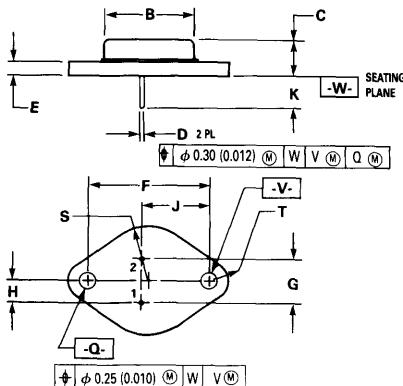 B
C
E
K
-W-
SEATING
PLANE
D 2 PL
⌖ ϕ 0.30 (0.012) Ⓜ W V Ⓜ Q Ⓜ
F
-V-
S
J
T
2
H
1
G
-Q-
⌖ ϕ 0.25 (0.010) Ⓜ W V Ⓜ